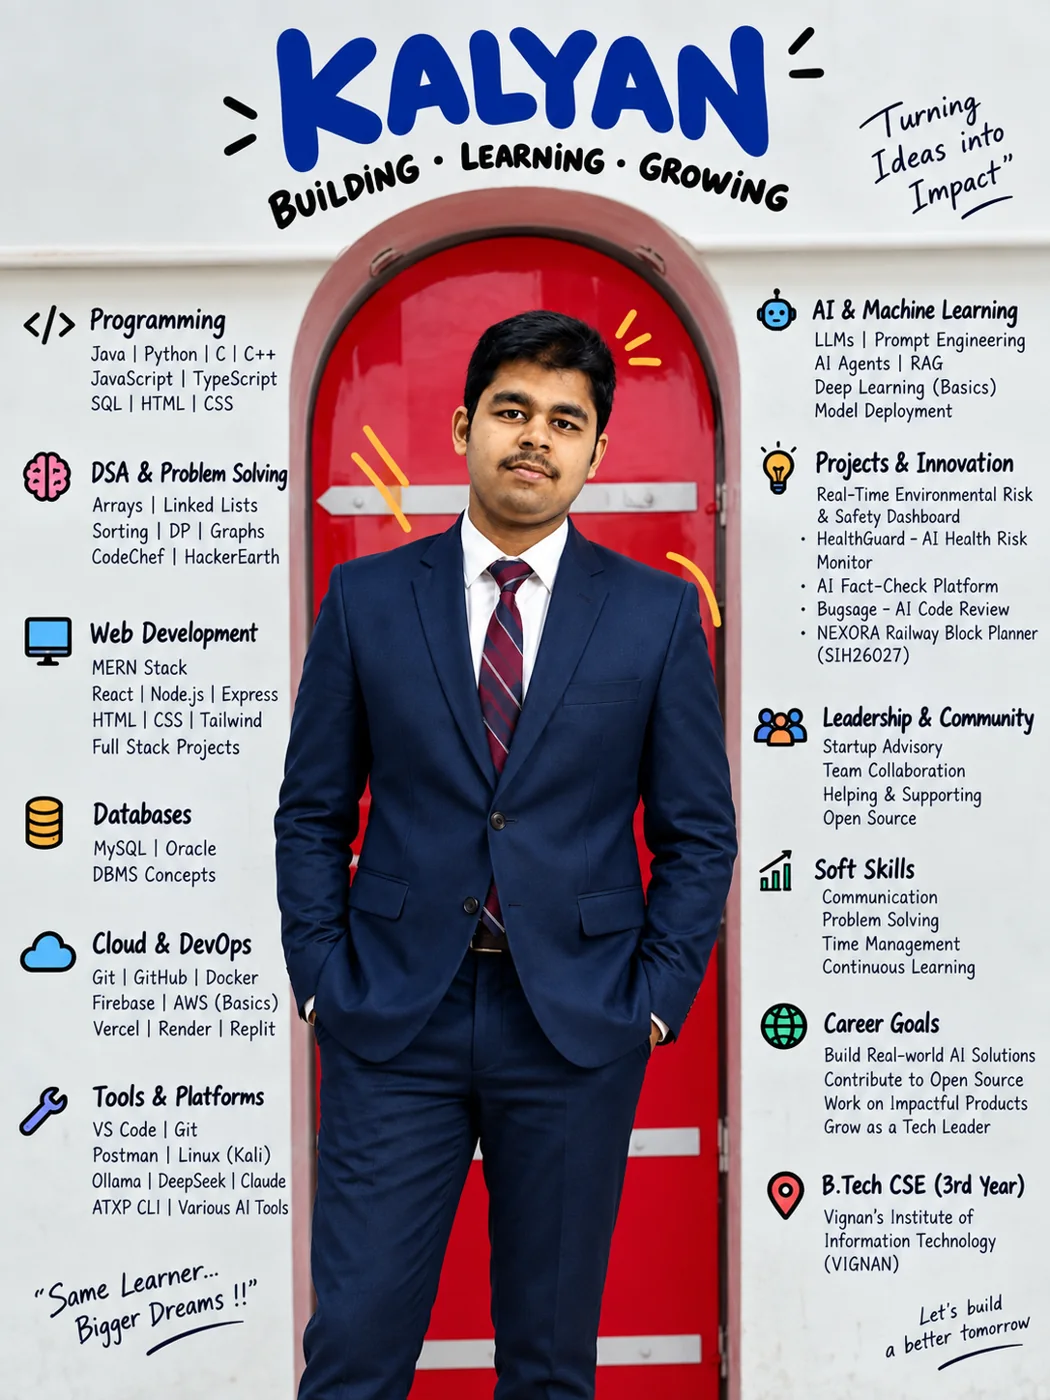 KALYAN
BUiLDiNG · LEARNiNG · GROWiNG
Turning
Ideas into
Impact"
</> Programming
Java | Python | C | C++
JavaScript | TypeScript
SQL | HTML | CSS
DSA & Problem Solving
Arrays | Linked Lists
Sorting | DP | Graphs
CodeChef | HackerEarth
Web Development
MERN Stack
React | Node.js | Express
HTML | CSS | Tailwind
Full Stack Projects
Databases
MySQL | Oracle
DBMS Concepts
Cloud & DevOps
Git | GitHub | Docker
Firebase | AWS (Basics)
Vercel | Render | Replit
Tools & Platforms
VS Code | Git
Postman | Linux (Kali)
Ollama | DeepSeek | Claude
ATXP CLI | Various AI Tools
"Same Learner...
Bigger Dreams !!"
AI & Machine Learning
LLMs | Prompt Engineering
AI Agents | RAG
Deep Learning (Basics)
Model Deployment
Projects & Innovation
Real-Time Environmental Risk
& Safety Dashboard
• HealthGuard - AI Health Risk
Monitor
• AI Fact-Check Platform
• Bugsage - AI Code Review
• NEXORA Railway Block Planner
(SIH26027)
Leadership & Community
Startup Advisory
Team Collaboration
Helping & Supporting
Open Source
Soft Skills
Communication
Problem Solving
Time Management
Continuous Learning
Career Goals
Build Real-world AI Solutions
Contribute to Open Source
Work on Impactful Products
Grow as a Tech Leader
B.Tech CSE (3rd Year)
Vignan's Institute of
Information Technology
(VIGNAN)
Let's build
a better tomorrow